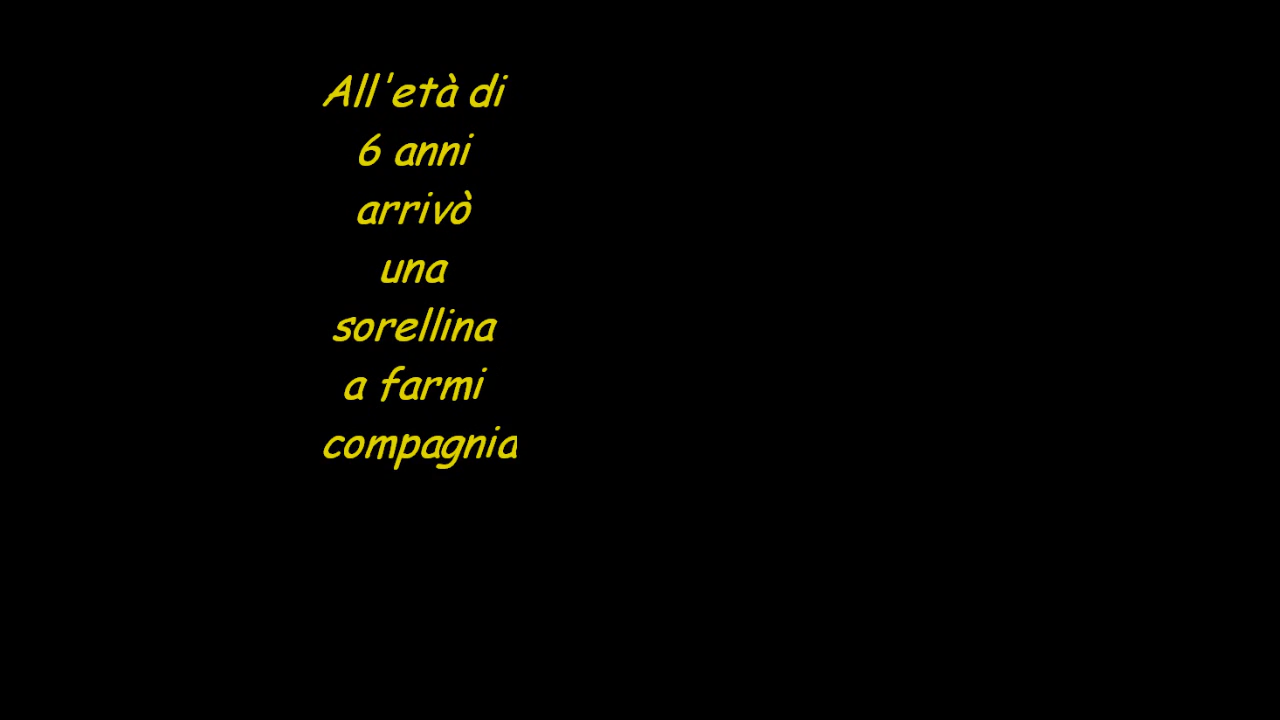 All'età di
6 anni
arrivò
una
sorellina
a farmi
compagnia